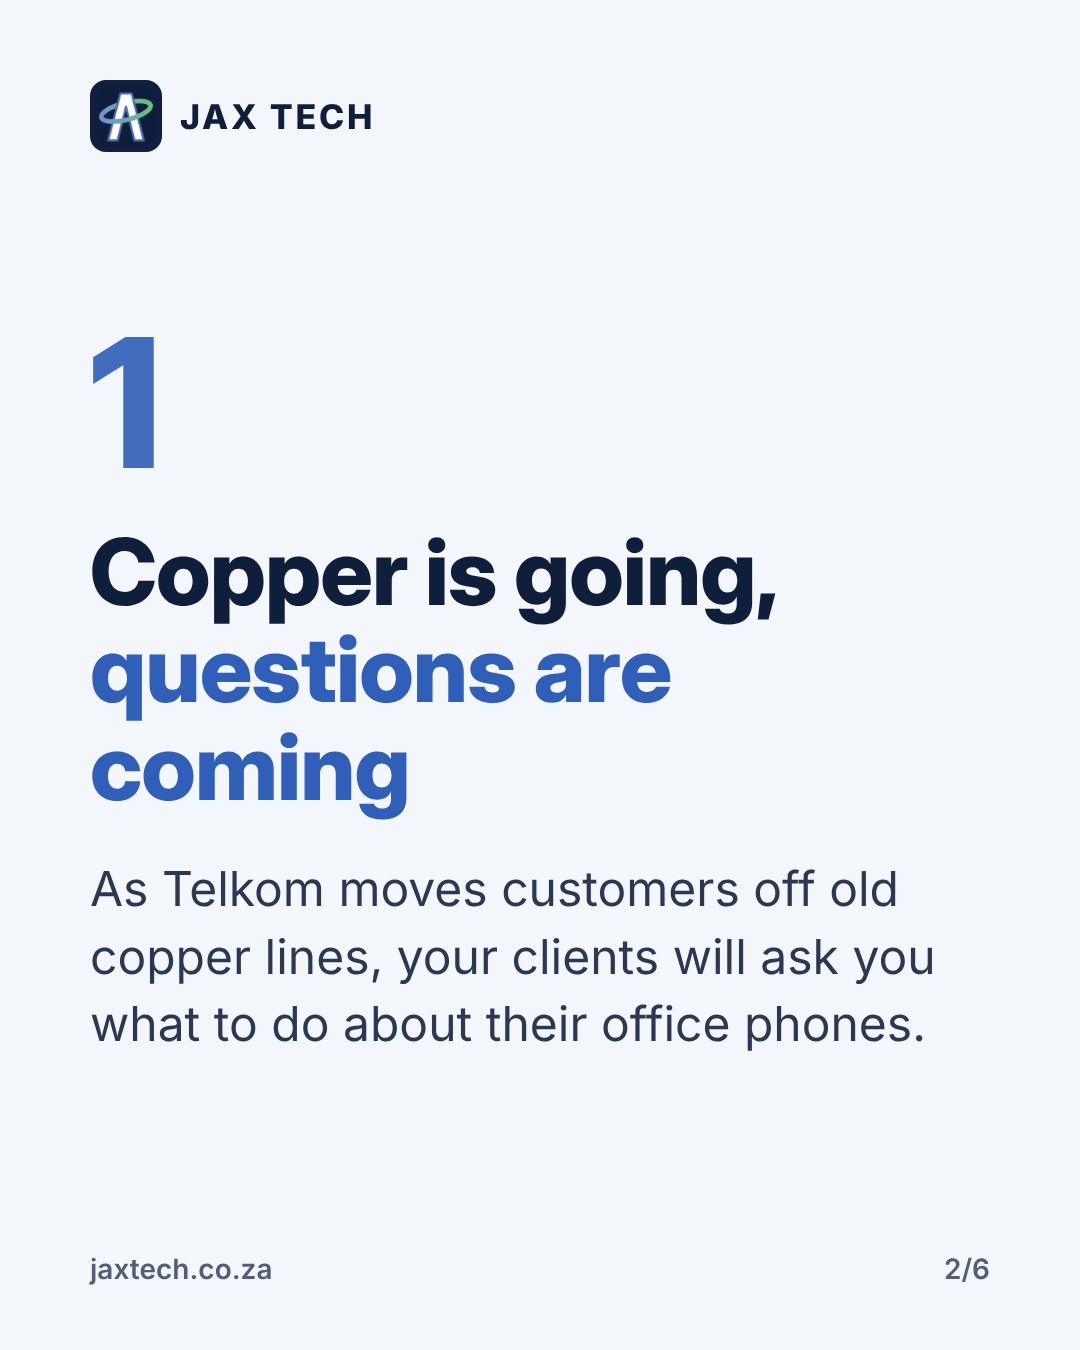 JAX TECH
1
Copper is going,
questions are
coming
As Telkom moves customers off old
copper lines, your clients will ask you
what to do about their office phones.
jaxtech.co.za
2/6